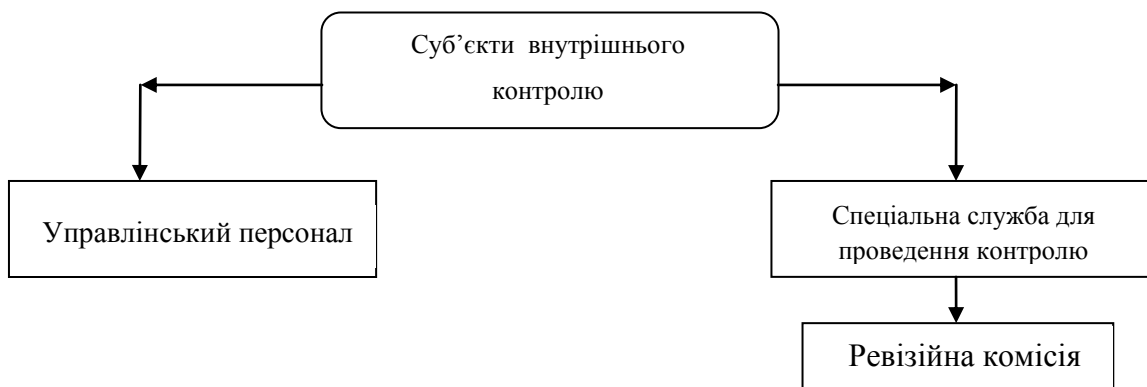 Суб’єкти внутрішнього
контролю
Управлінський персонал
Спеціальна служба для
проведення контролю
Ревізійна комісія